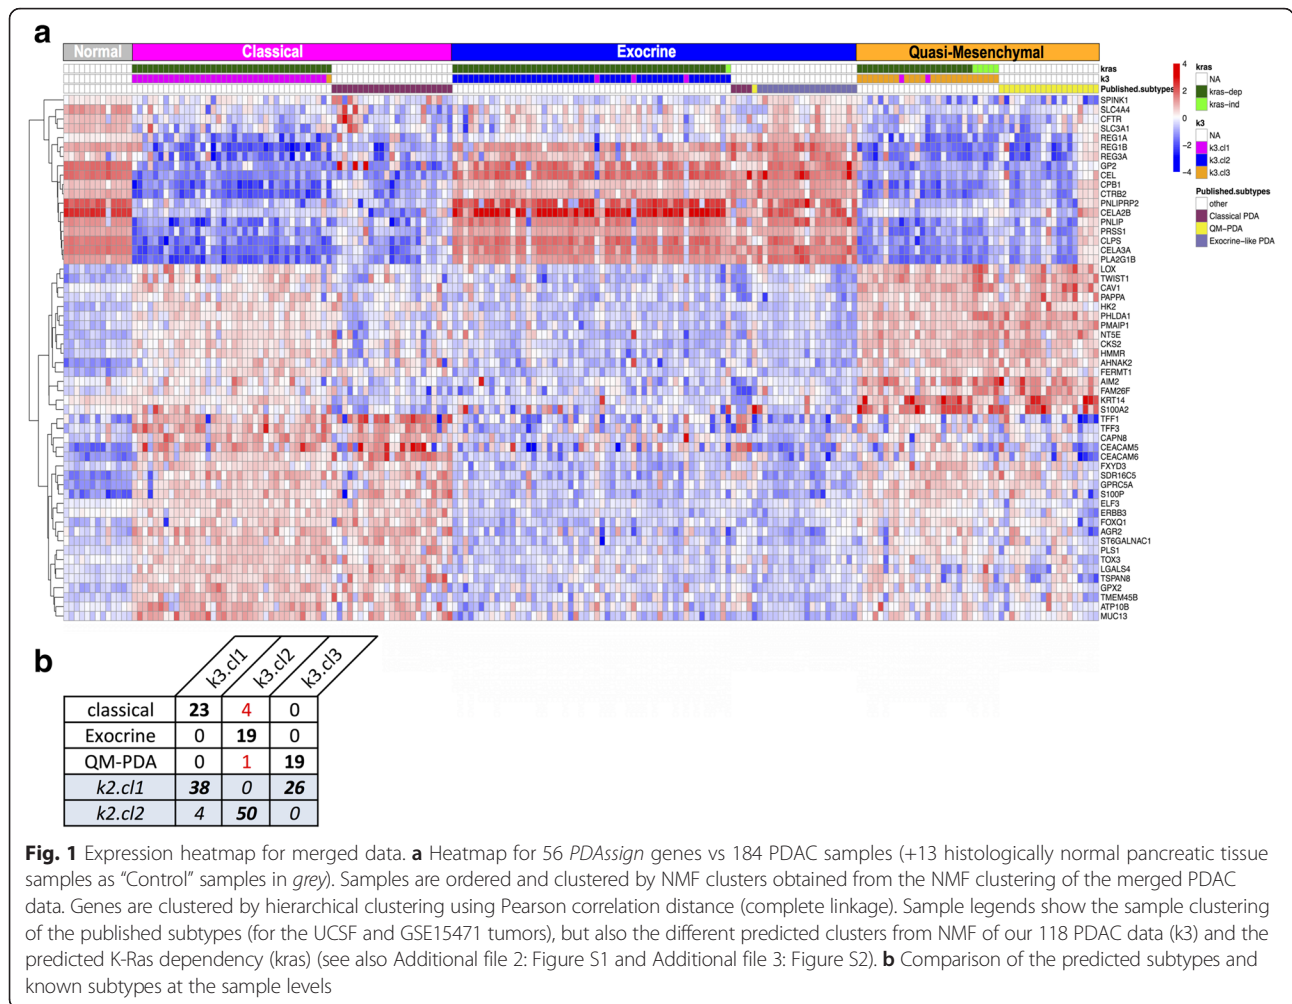 a
Normal Classical Exocrine Quasi-Mesenchymal
kras
k3
Published.subtypes
SPINK1
SLC4A4
CFTR
SLC3A1
REG1A
REG1B
REG3A
GP2
CEL
CPB1
CTRB2
PNLIPRP2
CELA2B
PNLIP
PRSS1
CLPS
CELA3A
PLA2G1B
LOX
TWIST1
CAV1
PAPPA
HK2
PHLDA1
PMAIP1
NT5E
CKS2
HMMR
AHNAK2
FERMT1
AIM2
FAM26F
KRT14
S100A2
TFF1
TFF3
CAPN8
CEACAM5
CEACAM6
FXYD3
SDR16C5
GPRC5A
S100P
ELF3
ERBB3
FOXQ1
AGR2
ST6GALNAC1
PLS1
TOX3
LGALS4
TSPAN8
GPX2
TMEM45B
ATP10B
MUC13
4
2
0
−2
−4
kras
NA
kras−dep
kras−ind
k3
NA
k3.cl1
k3.cl2
k3.cl3
Published.subtypes
other
Classical PDA
QM−PDA
Exocrine−like PDA
b
k3.cl1 k3.cl2 k3.cl3
classical 23 4 0
Exocrine 0 19 0
QM-PDA 0 1 19
k2.cl1 38 0 26
k2.cl2 4 50 0
Fig. 1 Expression heatmap for merged data. a Heatmap for 56 PDAssign genes vs 184 PDAC samples (+13 histologically normal pancreatic tissue
samples as “Control” samples in grey). Samples are ordered and clustered by NMF clusters obtained from the NMF clustering of the merged PDAC
data. Genes are clustered by hierarchical clustering using Pearson correlation distance (complete linkage). Sample legends show the sample clustering
of the published subtypes (for the UCSF and GSE15471 tumors), but also the different predicted clusters from NMF of our 118 PDAC data (k3) and the
predicted K-Ras dependency (kras) (see also Additional file 2: Figure S1 and Additional file 3: Figure S2). b Comparison of the predicted subtypes and
known subtypes at the sample levels